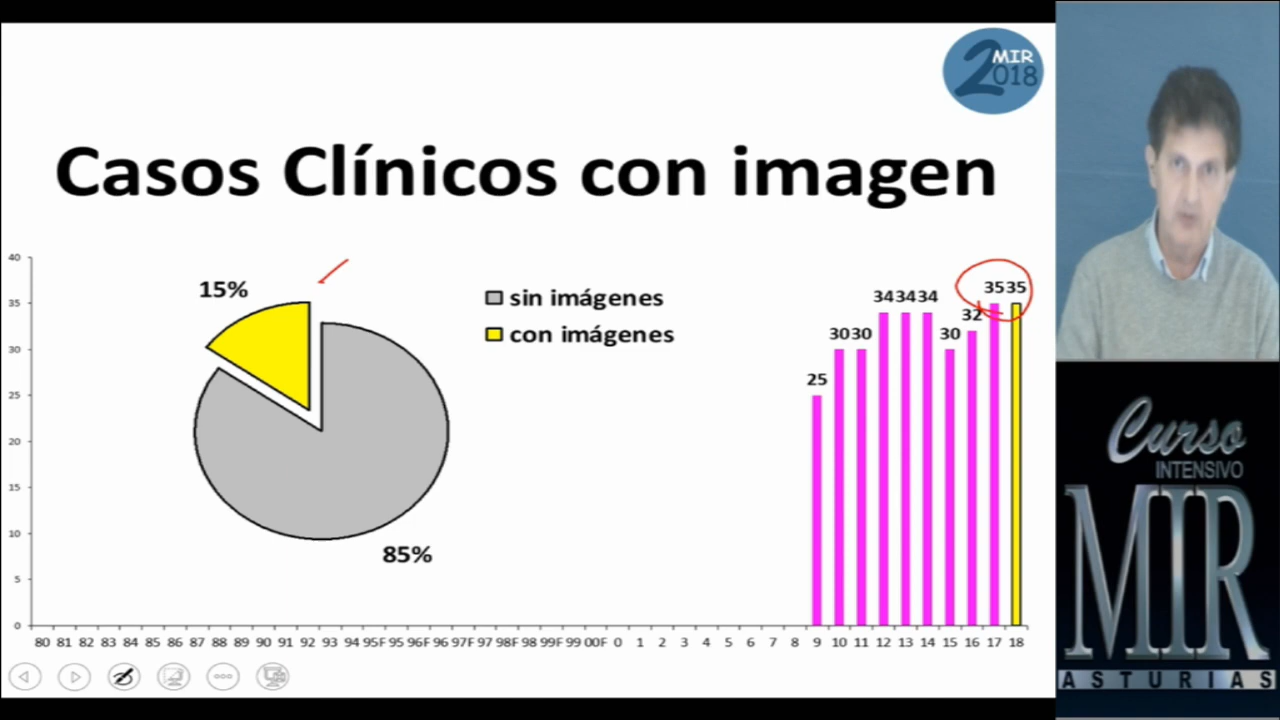 2 MIR
018
Casos Clínicos con imagen
40
35
30
25
20
15
10
5
0
15%
85%
sin imágenes
con imágenes
25
30 30
34 34 34
30
32
35 35
80 81 82 83 84 85 86 87 88 89 90 91 92 93 94 95F 95 96F 96 97F 97 98F 98 99F 99 00F 0 1 2 3 4 5 6 7 8 9 10 11 12 13 14 15 16 17 18
Curso
INTENSIVO
MIR
ASTURIAS